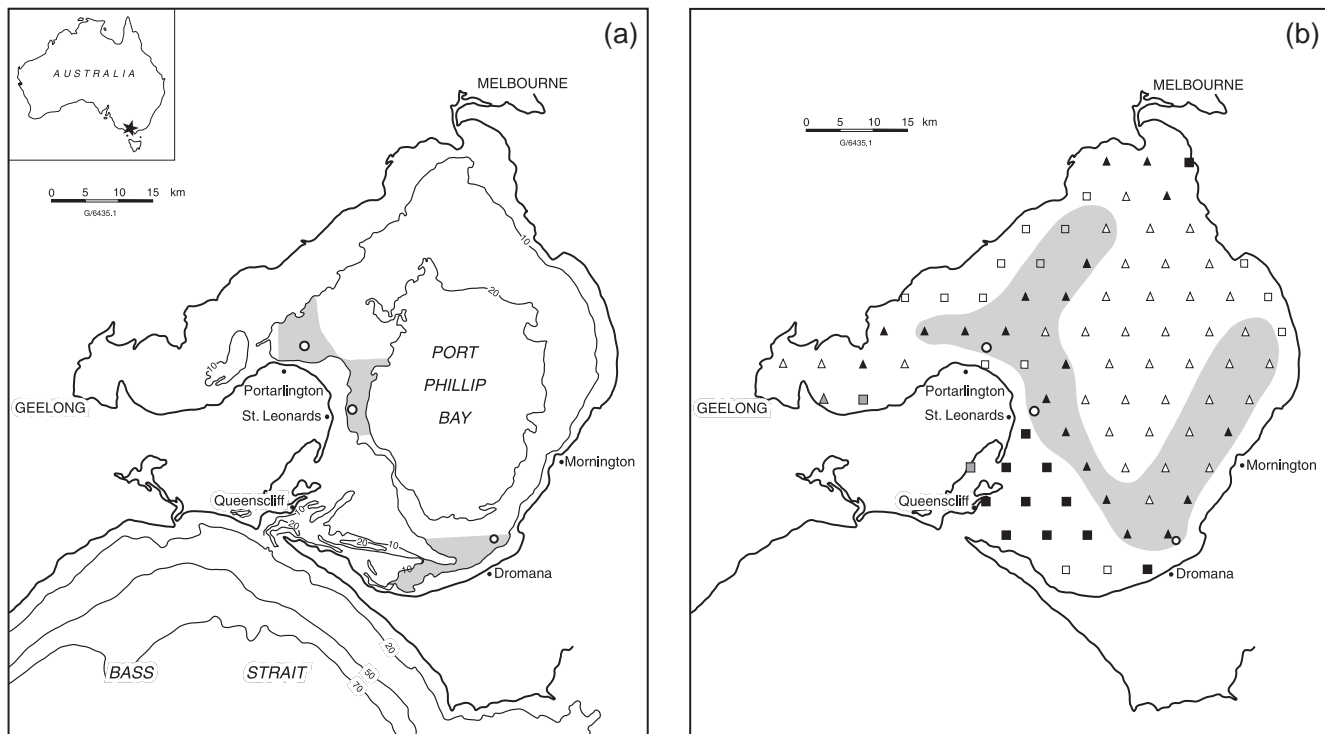 (a)
AUSTRALIA
MELBOURNE
0 5 10 15 km
G/6435.1
10
20
10
PORT
PHILLIP
BAY
Portarlington
GEELONG
St. Leonards
Mornington
Queenscliff
10
20
20
10
10
Dromana
20
50
70
BASS STRAIT
(b)
MELBOURNE
0 5 10 15 km
G/6435.1
Portarlington
GEELONG
St. Leonards
Mornington
Queenscliff
Dromana